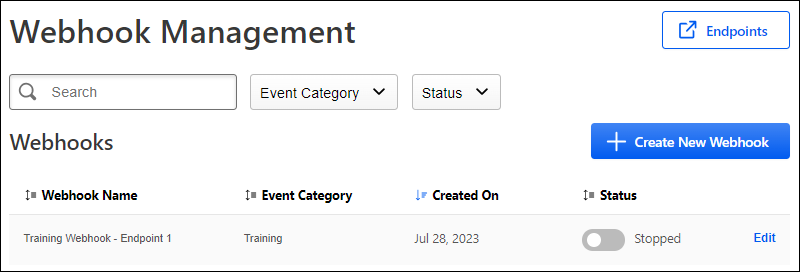 Webhook Management
Endpoints
Search
Event Category
Status
Webhooks
Create New Webhook
Webhook Name Event Category Created On Status
Training Webhook - Endpoint 1 Training Jul 28, 2023 Stopped Edit